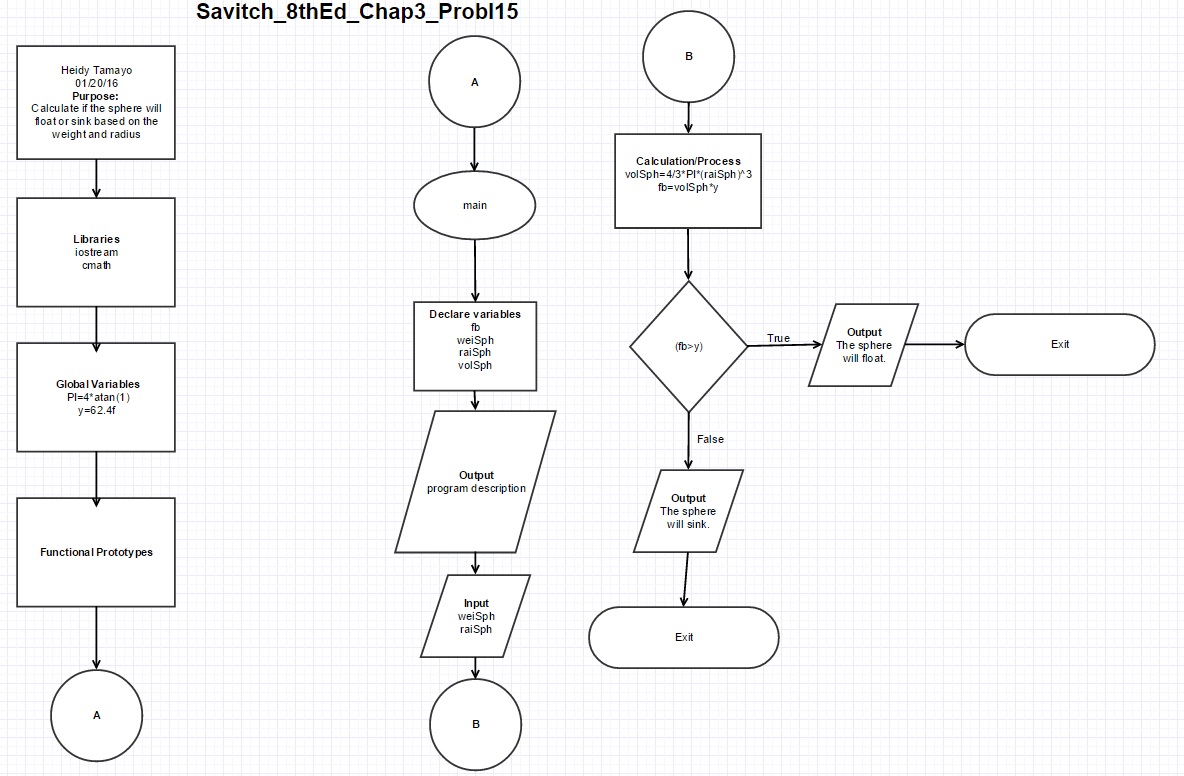 Savitch_8thEd_Chap3_Probl15
Heidy Tamayo
01/20/16
Purpose:
Calculate if the sphere will
float or sink based on the
weight and radius
Libraries
iostream
cmath
Global Variables
PI=4*atan(1)
y=62.4f
Functional Prototypes
A
A
main
Declare variables
fb
weiSph
raiSph
volSph
Output
program description
Input
weiSph
raiSph
B
B
Calculation/Process
volSph=4/3*PI*(raiSph)^3
fb=volSph*y
(fb>y)
True
Output
The sphere
will float.
Exit
False
Output
The sphere
will sink.
Exit